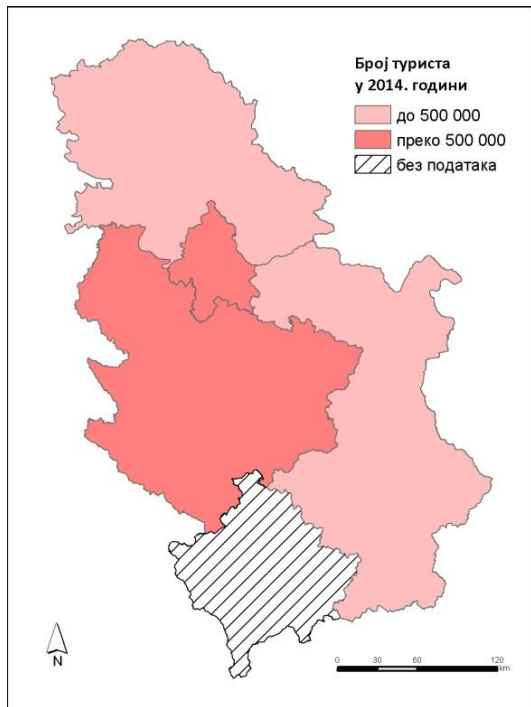 Број туриста
у 2014. години
до 500 000
преко 500 000
без података
N
0 30 60 120
km